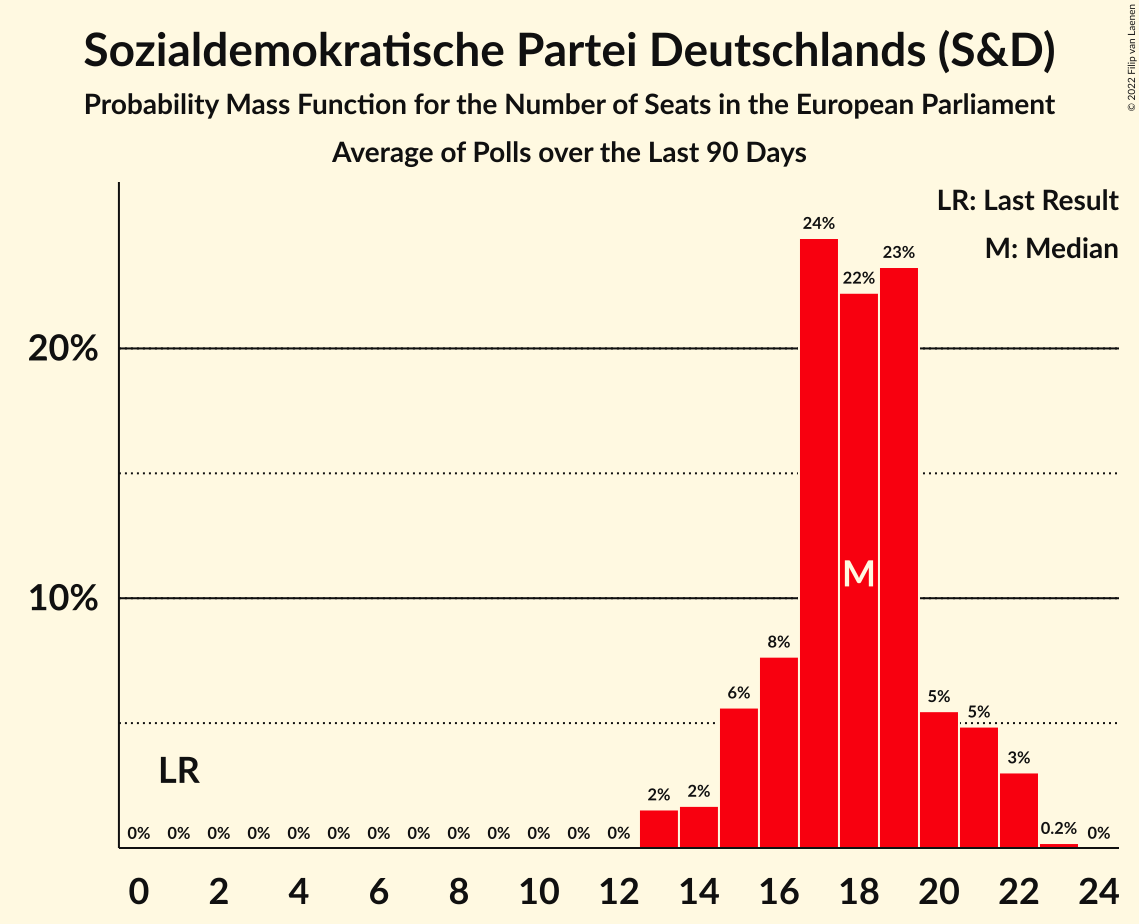 Sozialdemokratische Partei Deutschlands (S&D)
Probability Mass Function for the Number of Seats in the European Parliament
Average of Polls over the Last 90 Days
© 2022 Filip van Laenen
LR: Last Result
M: Median
24%
23%
22%
20%
M
10%
8%
6%
5%
5%
3%
2%
2%
0.2%
LR
0% 0% 0% 0% 0% 0% 0% 0% 0% 0% 0% 0% 0% 0%
0 2 4 6 8 10 12 14 16 18 20 22 24